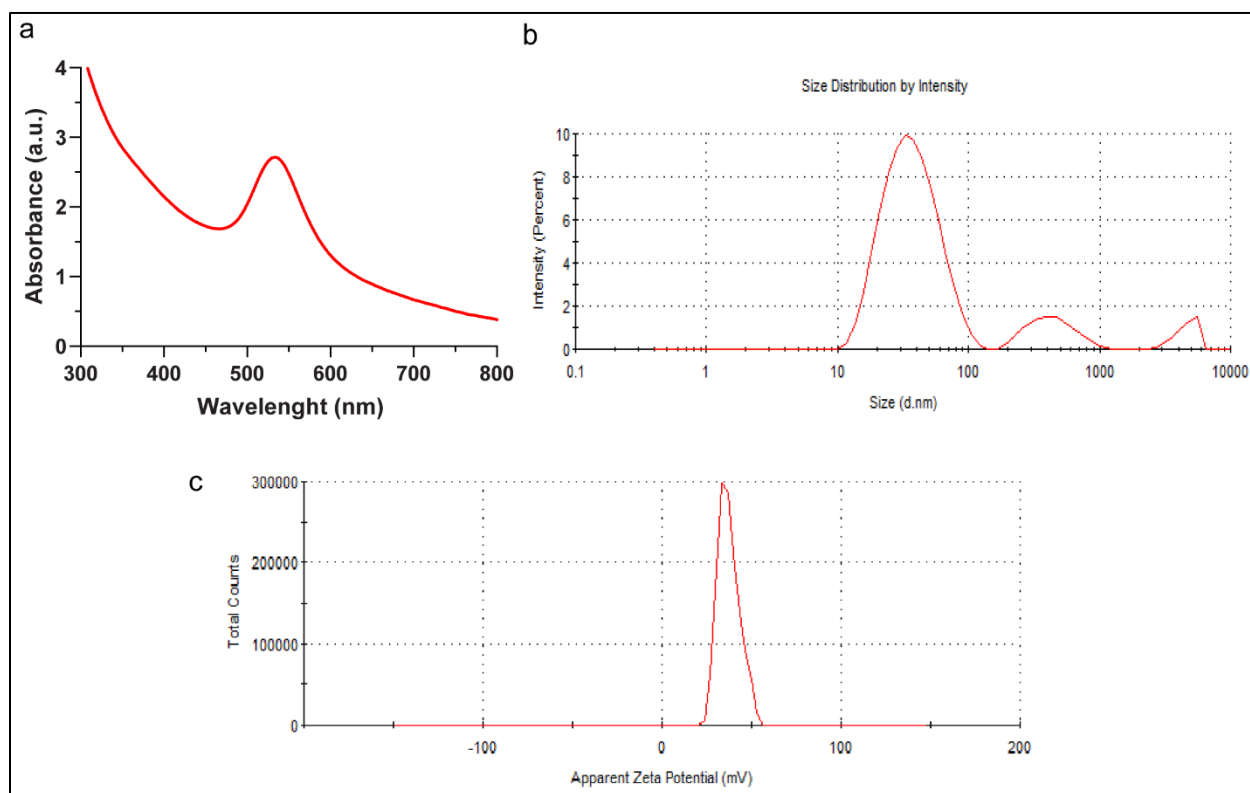 a
Absorbance (a.u.)
4
3
2
1
0
300 400 500 600 700 800
Wavelenght (nm)
b
Size Distribution by Intensity
Intensity (Percent)
10
8
6
4
2
0
0.1 1 10 100 1000 10000
Size (d.nm)
c
Total Counts
300000
200000
100000
0
-100 0 100 200
Apparent Zeta Potential (mV)